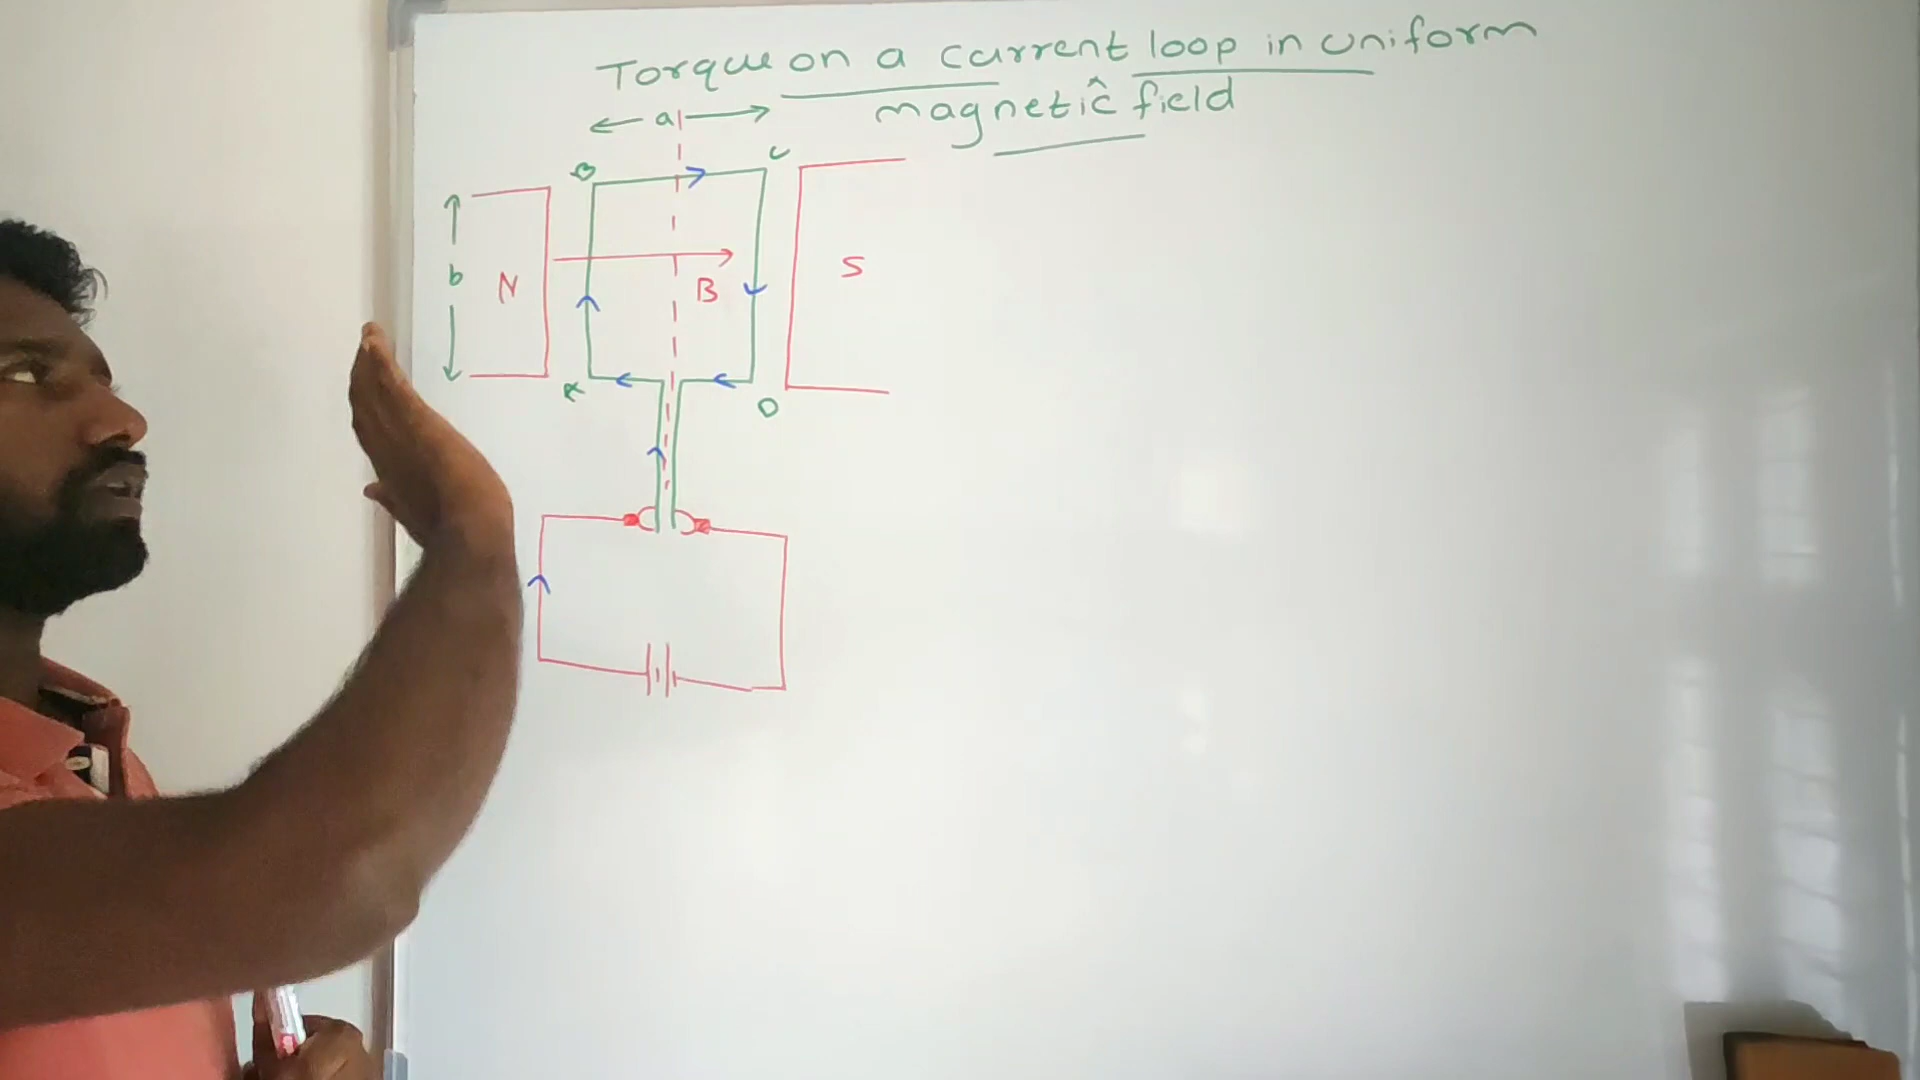 Torque on a current loop in uniform
magnetic field
a
B
C
b
N
B
S
A
D